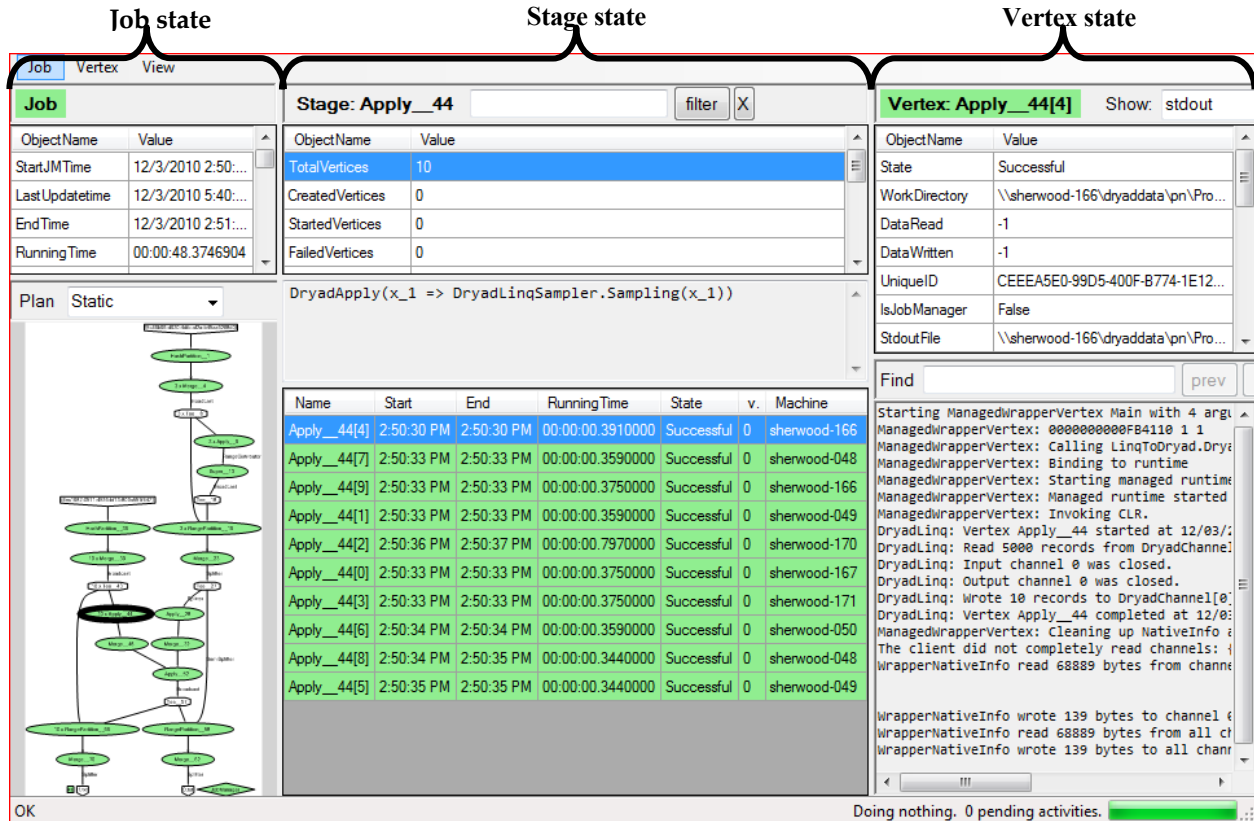 Job state Stage state Vertex state
Job Vertex View
Job
ObjectName Value
StartJMTime 12/3/2010 2:50:...
LastUpdatetime 12/3/2010 5:40:...
EndTime 12/3/2010 2:51:...
RunningTime 00:00:48.3746904
Plan Static
Stage: Apply__44 filter X
ObjectName Value
TotalVertices 10
CreatedVertices 0
StartedVertices 0
FailedVertices 0
DryadApply(x_1 => DryadLinqSampler.Sampling(x_1))
Name Start End RunningTime State v. Machine
Apply__44[4] 2:50:30 PM 2:50:30 PM 00:00:00.3910000 Successful 0 sherwood-166
Apply__44[7] 2:50:33 PM 2:50:33 PM 00:00:00.3590000 Successful 0 sherwood-048
Apply__44[9] 2:50:33 PM 2:50:33 PM 00:00:00.3750000 Successful 0 sherwood-166
Apply__44[1] 2:50:33 PM 2:50:33 PM 00:00:00.3590000 Successful 0 sherwood-049
Apply__44[2] 2:50:36 PM 2:50:37 PM 00:00:00.7970000 Successful 0 sherwood-170
Apply__44[0] 2:50:33 PM 2:50:33 PM 00:00:00.3750000 Successful 0 sherwood-167
Apply__44[3] 2:50:33 PM 2:50:33 PM 00:00:00.3750000 Successful 0 sherwood-171
Apply__44[6] 2:50:34 PM 2:50:34 PM 00:00:00.3590000 Successful 0 sherwood-050
Apply__44[8] 2:50:34 PM 2:50:35 PM 00:00:00.3440000 Successful 0 sherwood-048
Apply__44[5] 2:50:35 PM 2:50:35 PM 00:00:00.3440000 Successful 0 sherwood-049
Vertex: Apply__44[4] Show: stdout
ObjectName Value
State Successful
WorkDirectory \\sherwood-166\dryaddata\pn\Pro...
DataRead -1
DataWritten -1
UniqueID CEEEA5E0-99D5-400F-B774-1E12...
IsJobManager False
StdoutFile \\sherwood-166\dryaddata\pn\Pro...
Find prev
Starting ManagedWrapperVertex Main with 4 argu
ManagedWrapperVertex: 0000000000FB4110 1 1
ManagedWrapperVertex: Calling LinqToDryad.Drya
ManagedWrapperVertex: Binding to runtime
ManagedWrapperVertex: Starting managed runtime
ManagedWrapperVertex: Managed runtime started
ManagedWrapperVertex: Invoking CLR.
DryadLinq: Vertex Apply__44 started at 12/03/2
DryadLinq: Read 5000 records from DryadChannel
DryadLinq: Input channel 0 was closed.
DryadLinq: Output channel 0 was closed.
DryadLinq: Wrote 10 records to DryadChannel[0]
DryadLinq: Vertex Apply__44 completed at 12/03
ManagedWrapperVertex: Cleaning up NativeInfo a
The client did not completely read channels: {
WrapperNativeInfo read 68889 bytes from channe
WrapperNativeInfo wrote 139 bytes to channel 0
WrapperNativeInfo read 68889 bytes from all ch
WrapperNativeInfo wrote 139 bytes to all chann
OK Doing nothing. 0 pending activities.